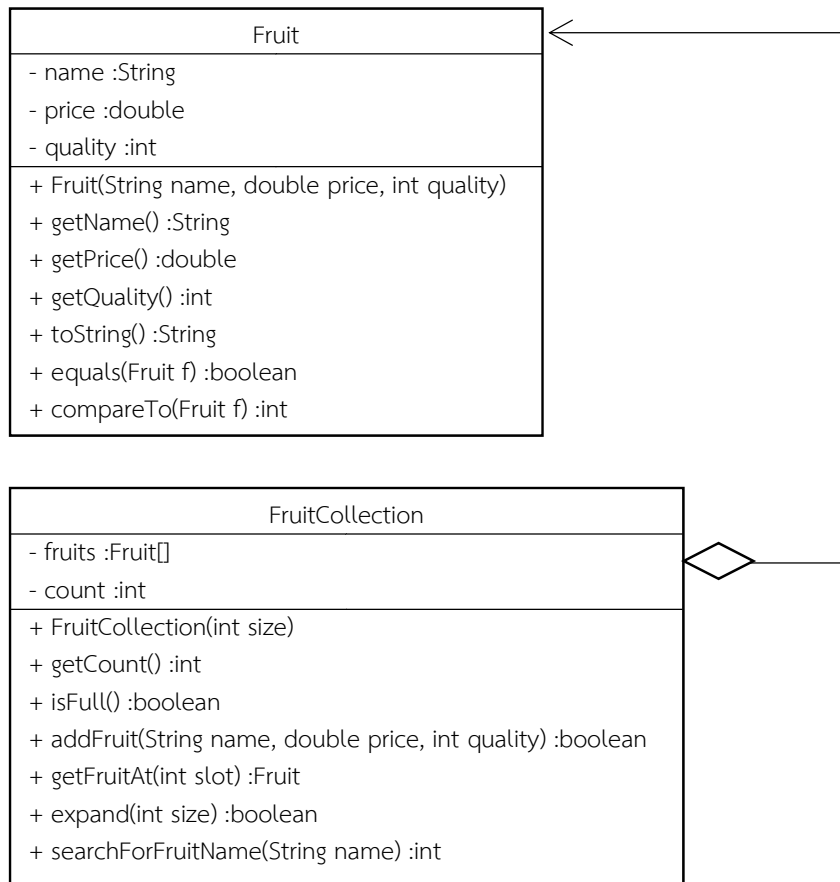 Fruit
- name :String
- price :double
- quality :int
+ Fruit(String name, double price, int quality)
+ getName() :String
+ getPrice() :double
+ getQuality() :int
+ toString() :String
+ equals(Fruit f) :boolean
+ compareTo(Fruit f) :int
FruitCollection
- fruits :Fruit[]
- count :int
+ FruitCollection(int size)
+ getCount() :int
+ isFull() :boolean
+ addFruit(String name, double price, int quality) :boolean
+ getFruitAt(int slot) :Fruit
+ expand(int size) :boolean
+ searchForFruitName(String name) :int